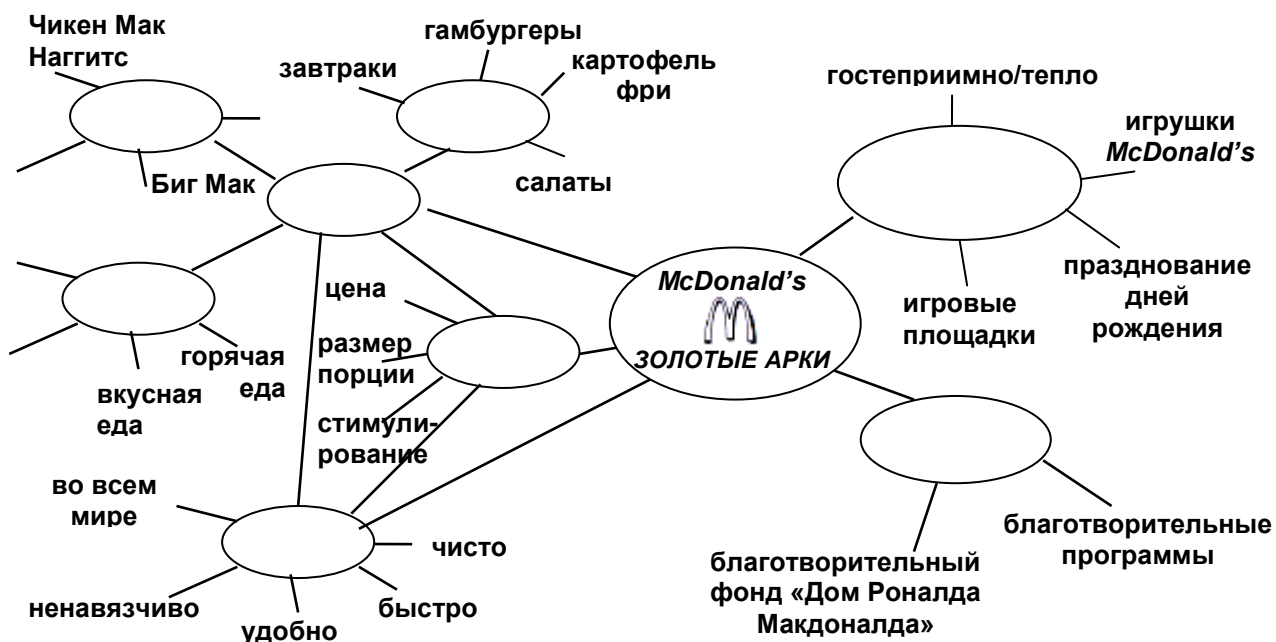 Чикен Мак
Наггитс
завтраки
гамбургеры
картофель
фри
салаты
Биг Мак
гостеприимно/тепло
игрушки
McDonald's
празднование
дней
рождения
игровые
площадки
McDonald's
ЗОЛОТЫЕ АРКИ
цена
размер
порции
стимули-
рование
горячая
еда
вкусная
еда
во всем
мире
ненавязчиво
удобно
быстро
чисто
благотворительный
фонд «Дом Роналда
Макдоналда»
благотворительные
программы